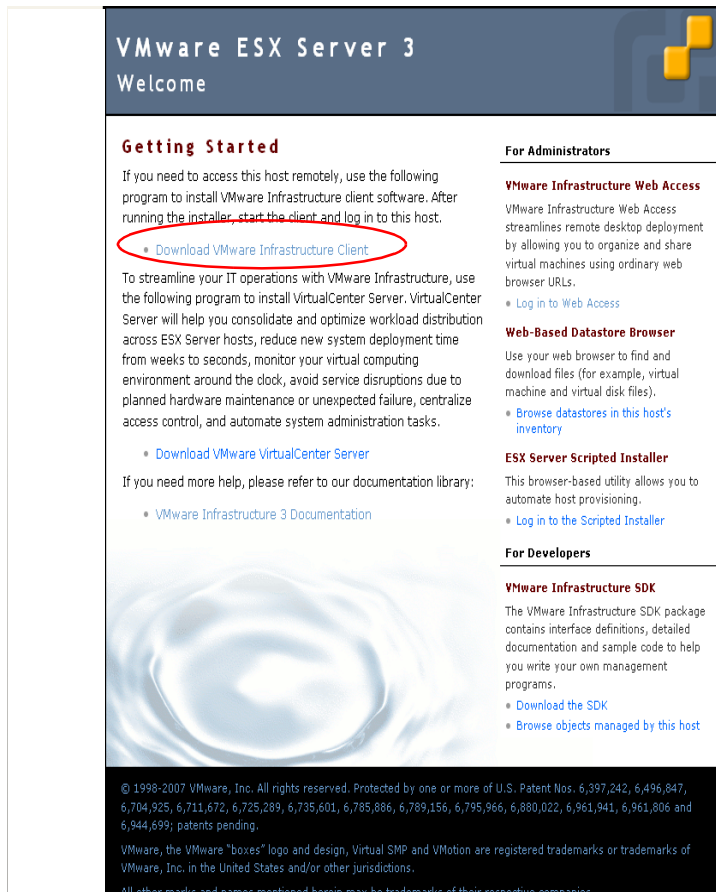 VMware ESX Server 3
Welcome
Getting Started
If you need to access this host remotely, use the following
program to install VMware Infrastructure client software. After
running the installer, start the client and log in to this host.
Download VMware Infrastructure Client
To streamline your IT operations with VMware Infrastructure, use
the following program to install VirtualCenter Server. VirtualCenter
Server will help you consolidate and optimize workload distribution
across ESX Server hosts, reduce new system deployment time
from weeks to seconds, monitor your virtual computing
environment around the clock, avoid service disruptions due to
planned hardware maintenance or unexpected failure, centralize
access control, and automate system administration tasks.
Download VMware VirtualCenter Server
If you need more help, please refer to our documentation library:
VMware Infrastructure 3 Documentation
For Administrators
VMware Infrastructure Web Access
VMware Infrastructure Web Access
streamlines remote desktop deployment
by allowing you to organize and share
virtual machines using ordinary web
browser URLs.
Log in to Web Access
Web-Based Datastore Browser
Use your web browser to find and
download files (for example, virtual
machine and virtual disk files).
Browse datastores in this host's
inventory
ESX Server Scripted Installer
This browser-based utility allows you to
automate host provisioning.
Log in to the Scripted Installer
For Developers
VMware Infrastructure SDK
The VMware Infrastructure SDK package
contains interface definitions, detailed
documentation and sample code to help
you write your own management
programs.
Download the SDK
Browse objects managed by this host
© 1998-2007 VMware, Inc. All rights reserved. Protected by one or more of U.S. Patent Nos. 6,397,242, 6,496,847,
6,704,925, 6,711,672, 6,725,289, 6,735,601, 6,785,886, 6,789,156, 6,795,966, 6,880,022, 6,961,941, 6,961,806 and
6,944,699; patents pending.
VMware, the VMware "boxes" logo and design, Virtual SMP and VMotion are registered trademarks or trademarks of
VMware, Inc. in the United States and/or other jurisdictions.
All other marks and names mentioned herein may be trademarks of their respective companies.